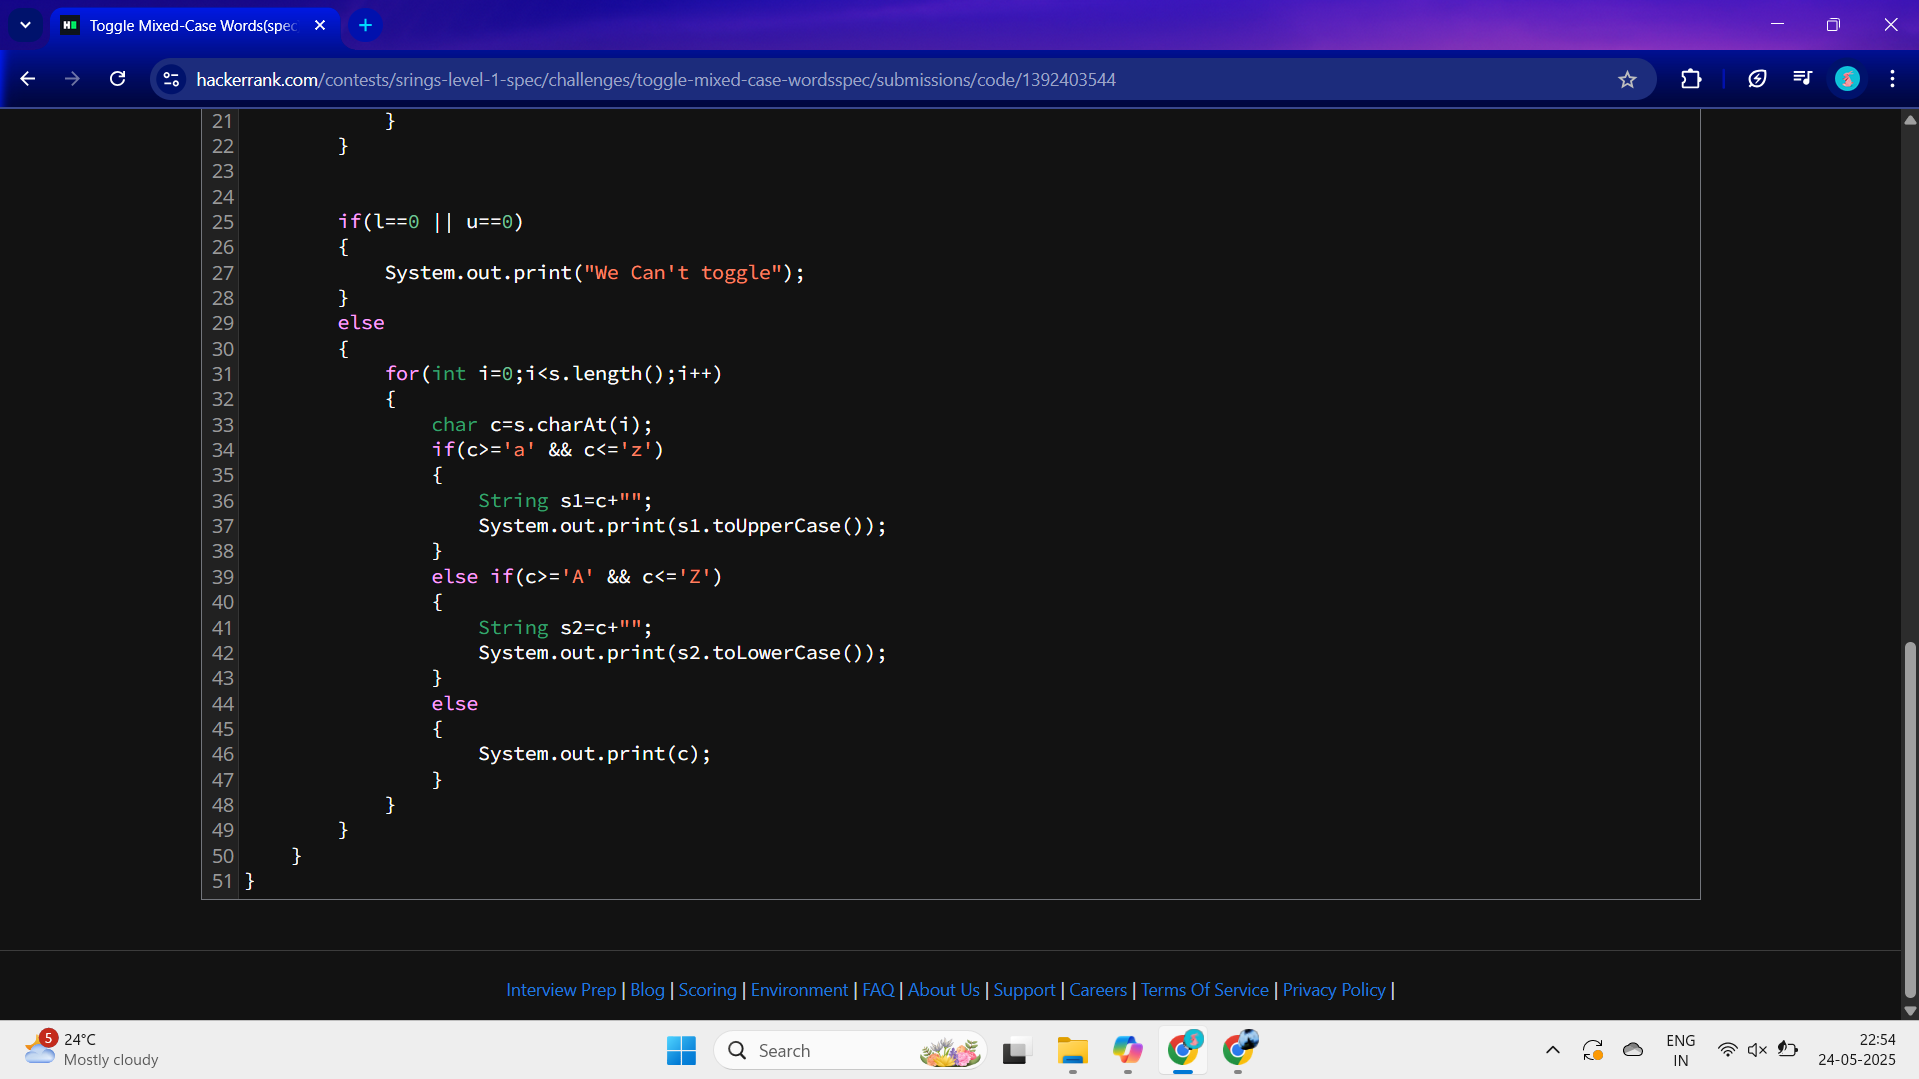 Toggle Mixed-Case Words(spec
hackerrank.com/contests/srings-level-1-spec/challenges/toggle-mixed-case-wordsspec/submissions/code/1392403544
21 }
22 }
23
24
25 if(l==0 || u==0)
26 {
27 System.out.print("We Can't toggle");
28 }
29 else
30 {
31 for(int i=0;i<s.length();i++)
32 {
33 char c=s.charAt(i);
34 if(c>='a' && c<='z')
35 {
36 String s1=c+"";
37 System.out.print(s1.toUpperCase());
38 }
39 else if(c>='A' && c<='Z')
40 {
41 String s2=c+"";
42 System.out.print(s2.toLowerCase());
43 }
44 else
45 {
46 System.out.print(c);
47 }
48 }
49 }
50 }
51 }
Interview Prep | Blog | Scoring | Environment | FAQ | About Us | Support | Careers | Terms Of Service | Privacy Policy |
5
24°C
Mostly cloudy
Search
ENG
IN
22:54
24-05-2025